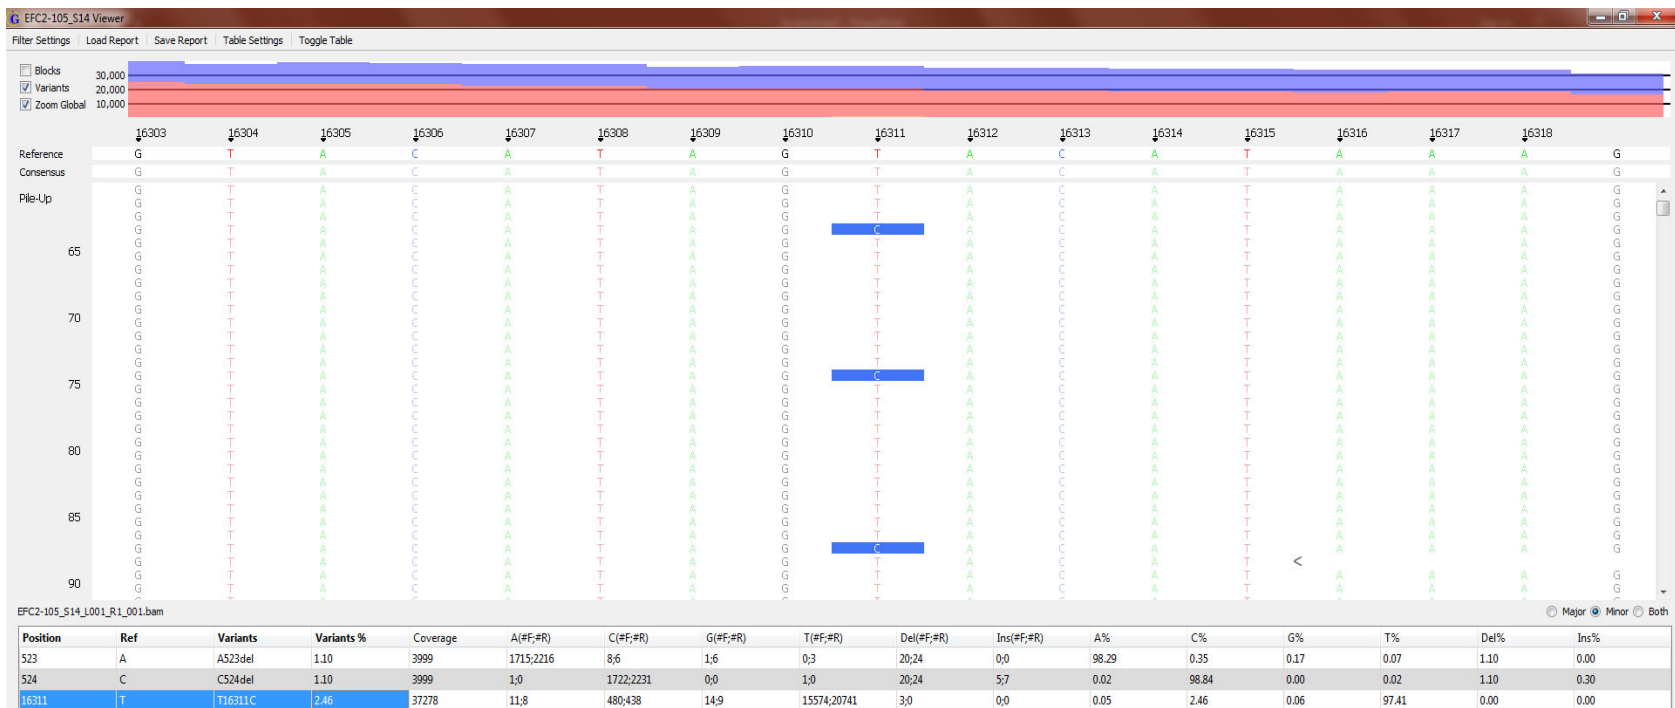 EFC2-105_S14 Viewer
Filter Settings Load Report Save Report Table Settings Toggle Table
Blocks
Variants
Zoom Global
30,000
20,000
10,000
16303 16304 16305 16306 16307 16308 16309 16310 16311 16312 16313 16314 16315 16316 16317 16318
Reference G T A C A T A G T A C A T A A A G
Consensus G T A C A T A G T A C A T A A A G
Pile-Up
G T A C A T A G T A C A T A A A G
G T A C A T A G T A C A T A A A G
G T A C A T A G T A C A T A A A G
G T A C A T A G C A C A T A A A G
G T A C A T A G T A C A T A A A G
65 G T A C A T A G T A C A T A A A G
G T A C A T A G T A C A T A A A G
G T A C A T A G T A C A T A A A G
G T A C A T A G T A C A T A A A G
G T A C A T A G T A C A T A A A G
70 G T A C A T A G T A C A T A A A G
G T A C A T A G T A C A T A A A G
G T A C A T A G T A C A T A A A G
G T A C A T A G T A C A T A A A G
G T A C A T A G C A C A T A A A G
75 G T A C A T A G T A C A T A A A G
G T A C A T A G T A C A T A A A G
G T A C A T A G T A C A T A A A G
G T A C A T A G T A C A T A A A G
G T A C A T A G T A C A T A A A G
80 G T A C A T A G T A C A T A A A G
G T A C A T A G T A C A T A A A G
G T A C A T A G T A C A T A A A G
G T A C A T A G T A C A T A A A G
G T A C A T A G T A C A T A A A G
85 G T A C A T A G T A C A T A A A G
G T A C A T A G T A C A T A A A G
G T A C A T A G C A C A T A A A G
G T A C A T A G T A C A T <
G T A C A T A G T A C A T A A A G
90 G T A C A T A G T A C A T A A A G
EFC2-105_S14_L001_R1_001.bam Major Minor Both
Position Ref Variants Variants % Coverage A(#F;#R) C(#F;#R) G(#F;#R) T(#F;#R) Del(#F;#R) Ins(#F;#R) A% C% G% T% Del% Ins%
523 A A523del 1.10 3999 1715;2216 8;6 1;6 0;3 20;24 0;0 98.29 0.35 0.17 0.07 1.10 0.00
524 C C524del 1.10 3999 1;0 1722;2231 0;0 1;0 20;24 5;7 0.02 98.84 0.00 0.02 1.10 0.30
16311 T T16311C 2.46 37278 11;8 480;438 14;9 15574;20741 3;0 0;0 0.05 2.46 0.06 97.41 0.00 0.00